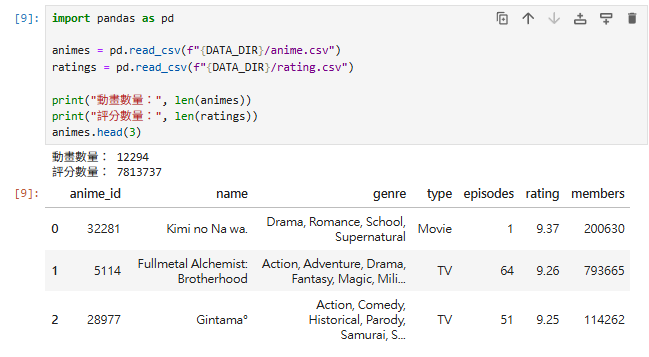 [9]: import pandas as pd
animes = pd.read_csv(f"{DATA_DIR}/anime.csv")
ratings = pd.read_csv(f"{DATA_DIR}/rating.csv")
print("動畫數量：", len(animes))
print("評分數量：", len(ratings))
animes.head(3)
動畫數量： 12294
評分數量： 7813737
[9]: anime_id name genre type episodes rating members
0 32281 Kimi no Na wa. Drama, Romance, School, Supernatural Movie 1 9.37 200630
1 5114 Fullmetal Alchemist: Brotherhood Action, Adventure, Drama, Fantasy, Magic, Mili... TV 64 9.26 793665
2 28977 Gintama° Action, Comedy, Historical, Parody, Samurai, S... TV 51 9.25 114262